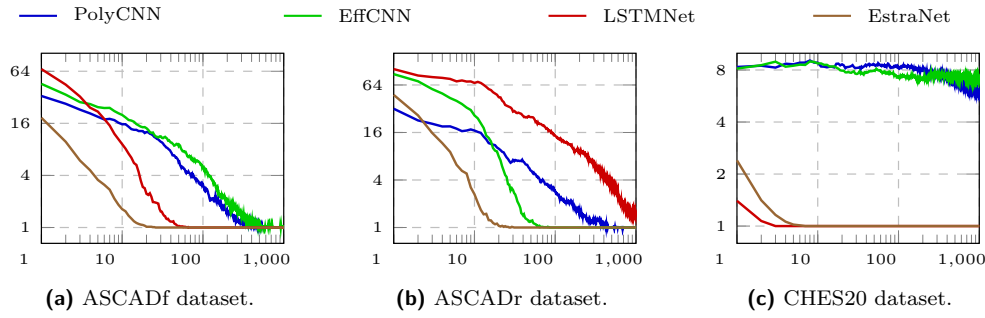 PolyCNN EffCNN LSTMNet EstraNet
64
16
4
1
1 10 100 1,000
(a) ASCADf dataset.
64
16
4
1
1 10 100 1,000
(b) ASCADr dataset.
8
4
2
1
1 10 100 1,000
(c) CHES20 dataset.